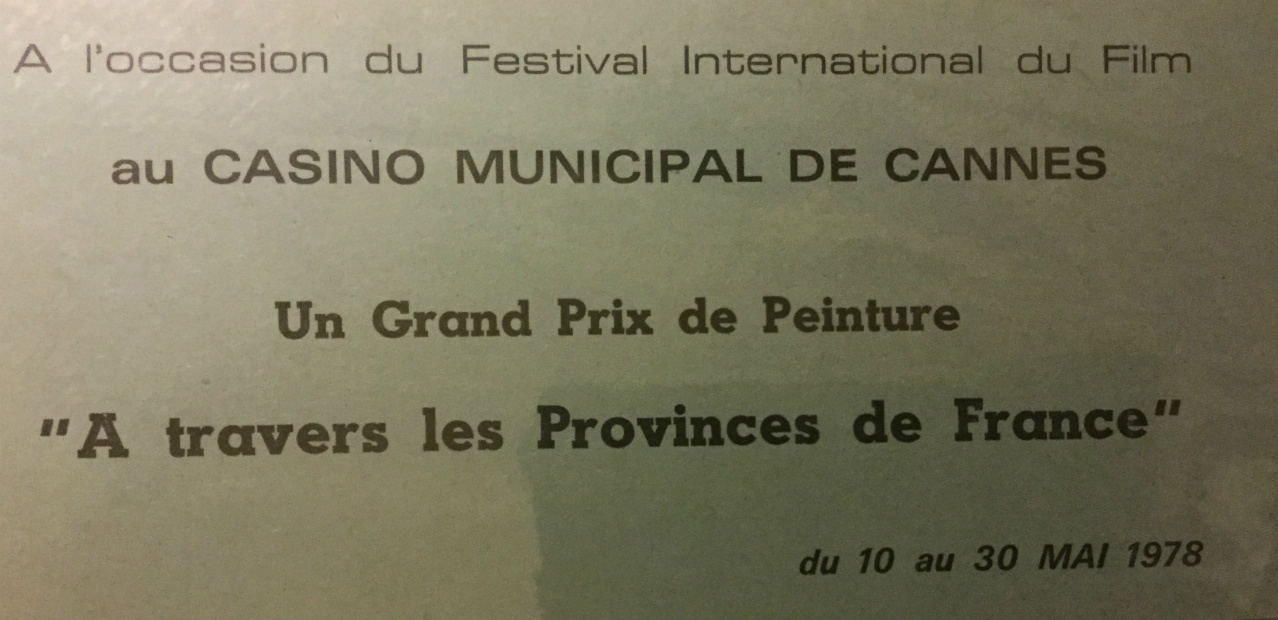 A l'occasion du Festival International du Film
au CASINO MUNICIPAL DE CANNES
Un Grand Prix de Peinture
"A travers les Provinces de France"
du 10 au 30 MAI 1978